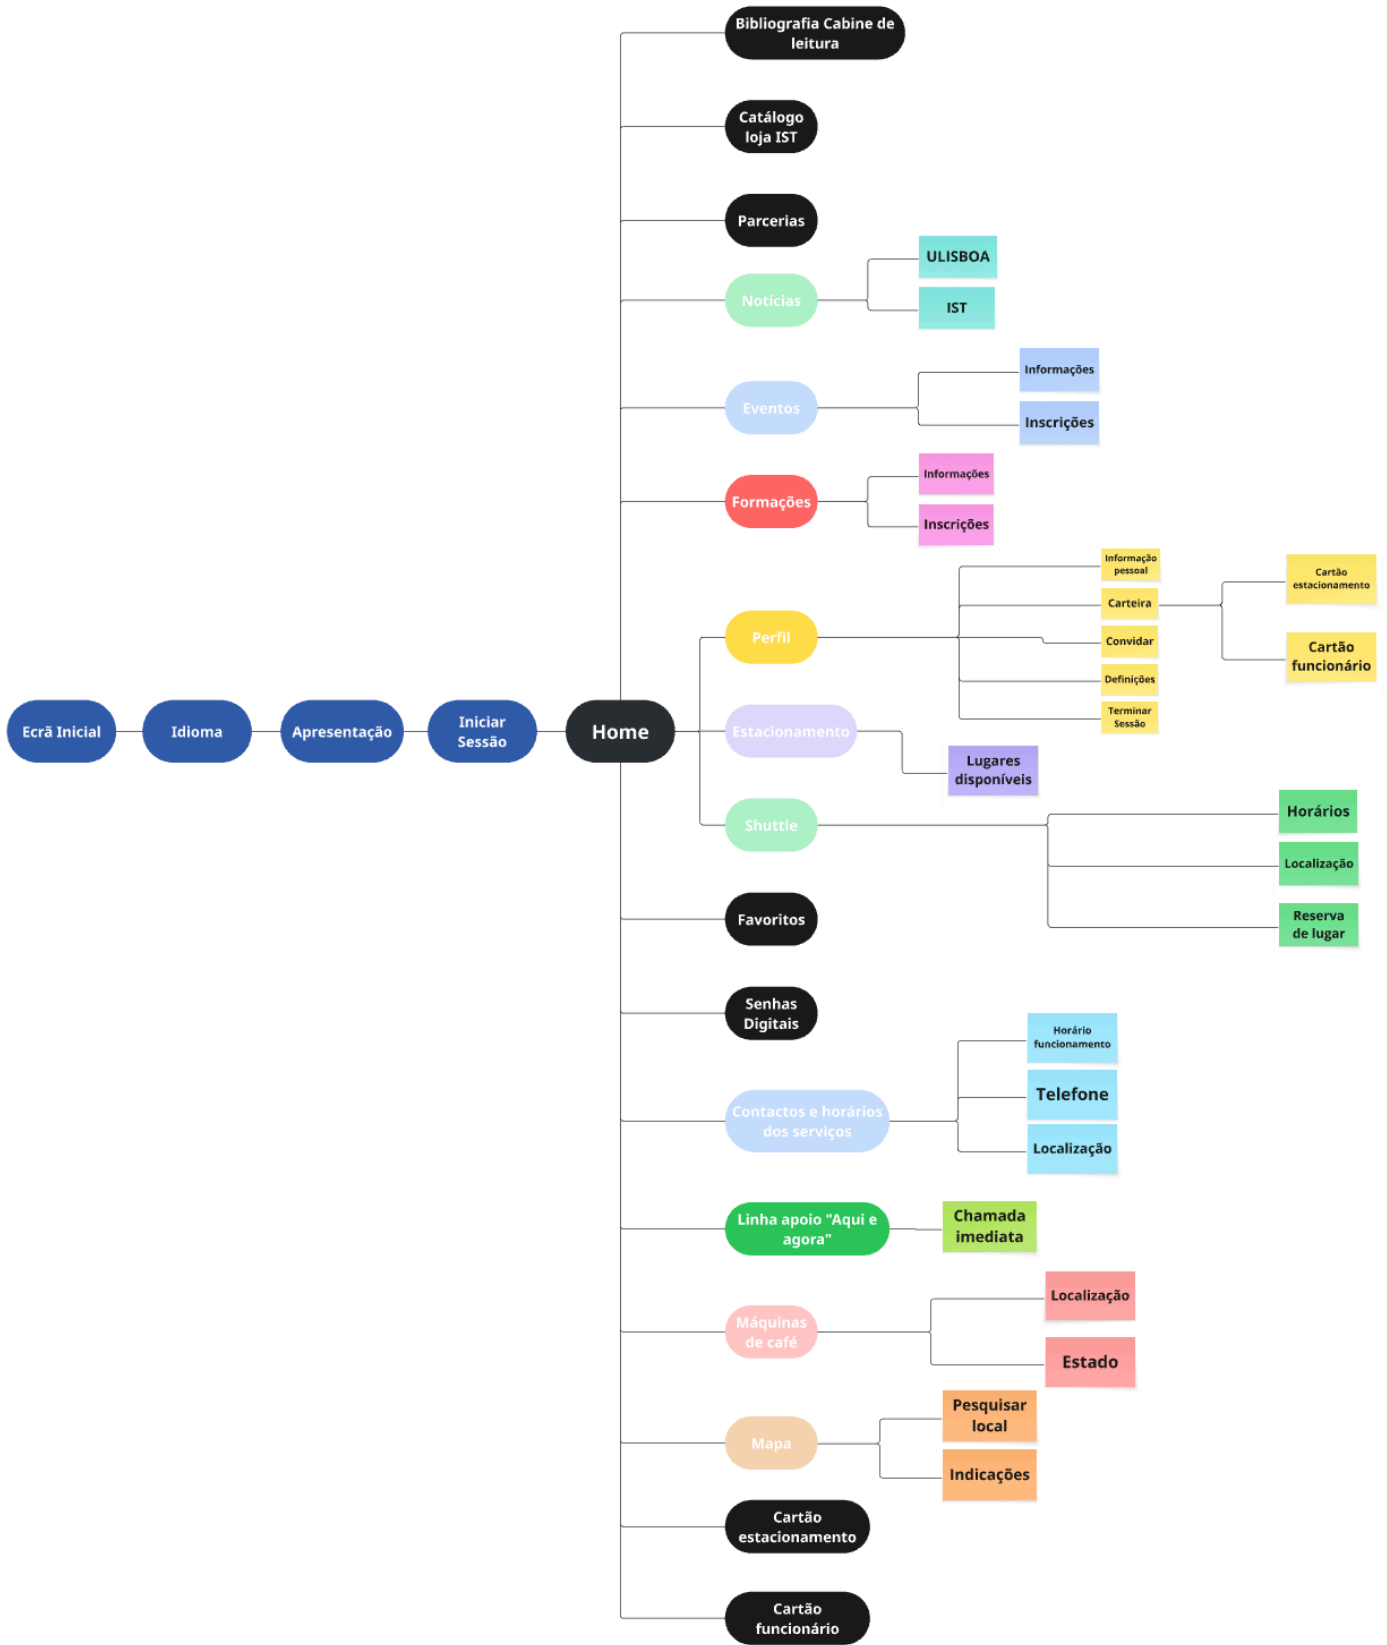 Bibliografia Cabine de
leitura
Catálogo
loja IST
Parcerias
Notícias
ULISBOA
IST
Eventos
Informações
Inscrições
Formações
Informações
Inscrições
Perfil
Informação
pessoal
Carteira
Convidar
Definições
Terminar
Sessão
Cartão
estacionamento
Cartão
funcionário
Ecrã Inicial
Idioma
Apresentação
Iniciar
Sessão
Home
Estacionamento
Lugares
disponíveis
Shuttle
Horários
Localização
Reserva
de lugar
Favoritos
Senhas
Digitais
Contactos e horários
dos serviços
Horário
funcionamento
Telefone
Localização
Linha apoio "Aqui e
agora"
Chamada
imediata
Máquinas
de café
Localização
Estado
Mapa
Pesquisar
local
Indicações
Cartão
estacionamento
Cartão
funcionário